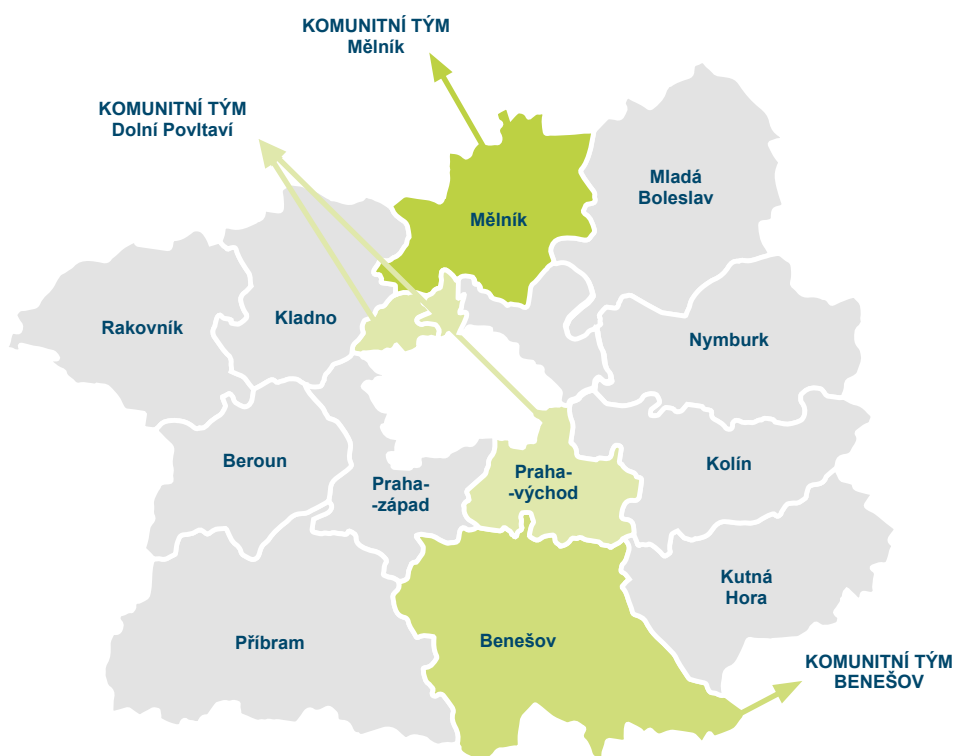 KOMUNITNÍ TÝM
Mělník
KOMUNITNÍ TÝM
Dolní Povltaví
Mladá
Boleslav
Mělník
Rakovník
Kladno
Nymburk
Beroun
Praha-
-západ
Praha-
-východ
Kolín
Kutná
Hora
Příbram
Benešov
KOMUNITNÍ TÝM
BENEŠOV